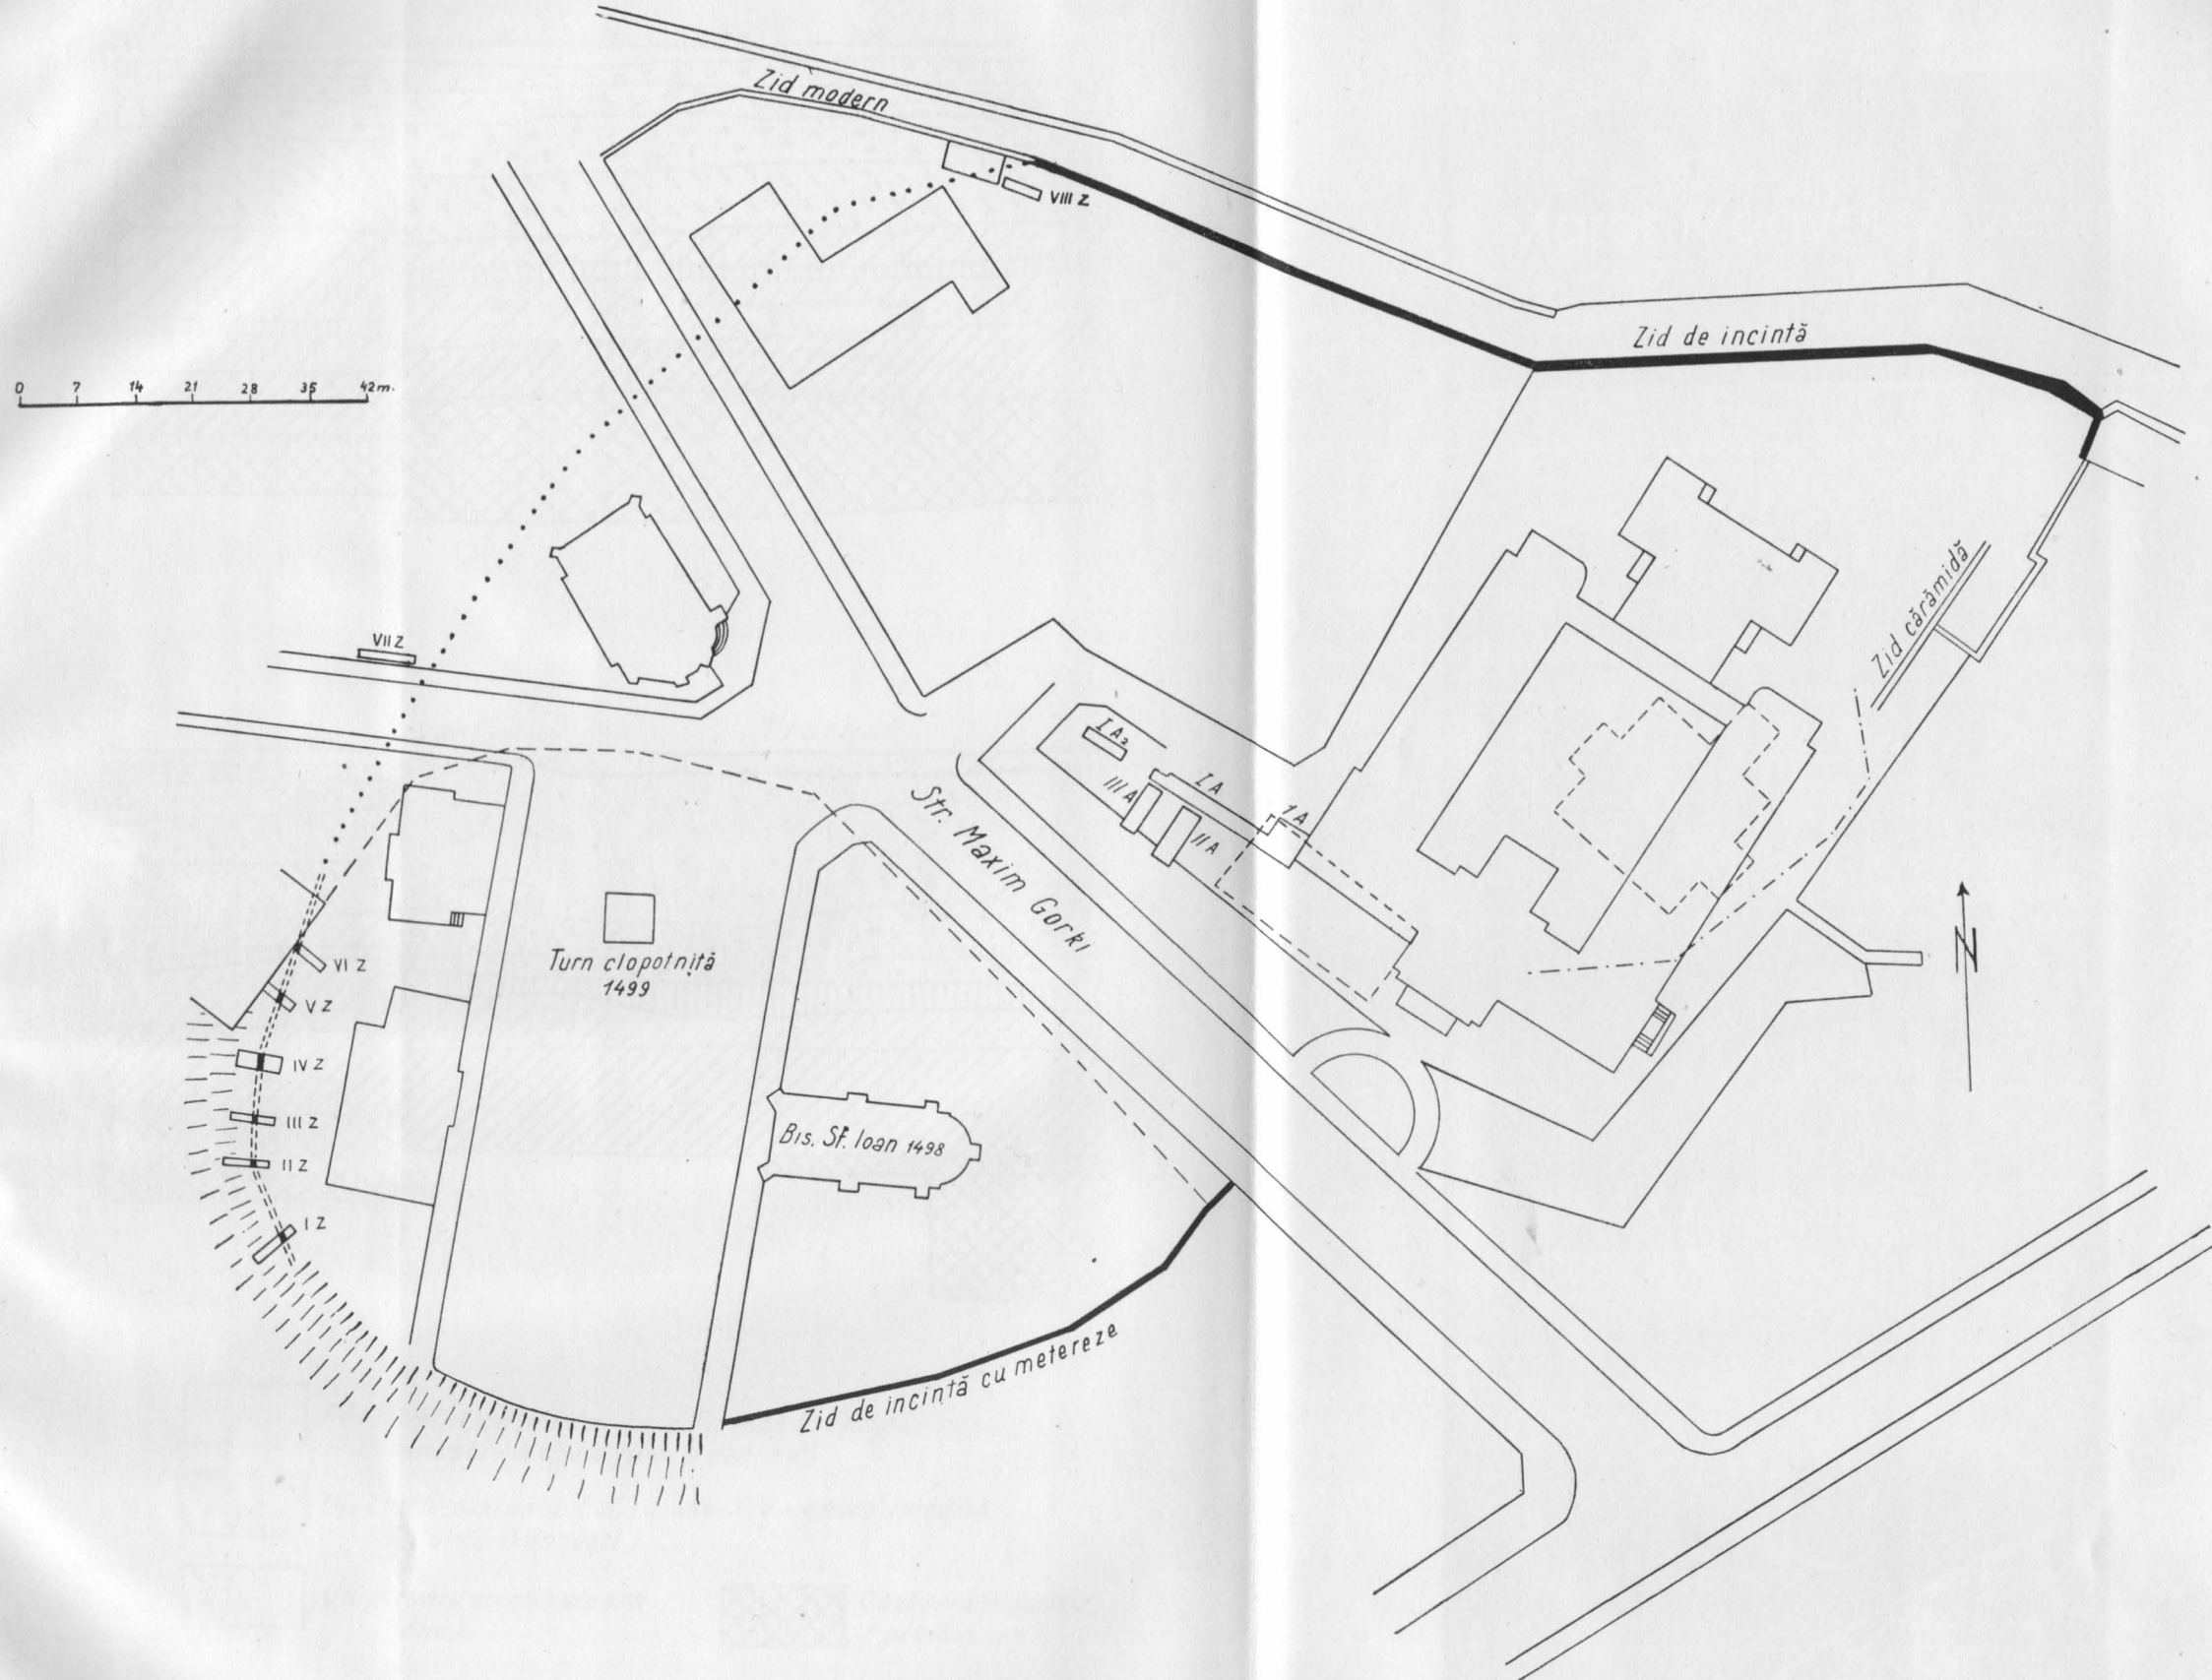 Zid modern
VIII Z
Zid de incintă
0 7 14 21 28 35 42m.
Zid cărămidă
VII Z
I A₂
III A
I A
1A
II A
Str. Maxim Gorki
VI Z
V Z
IV Z
III Z
II Z
I Z
Turn clopotniță
1499
N
Bis. Sf. Ioan 1498
Zid de incintă cu metereze